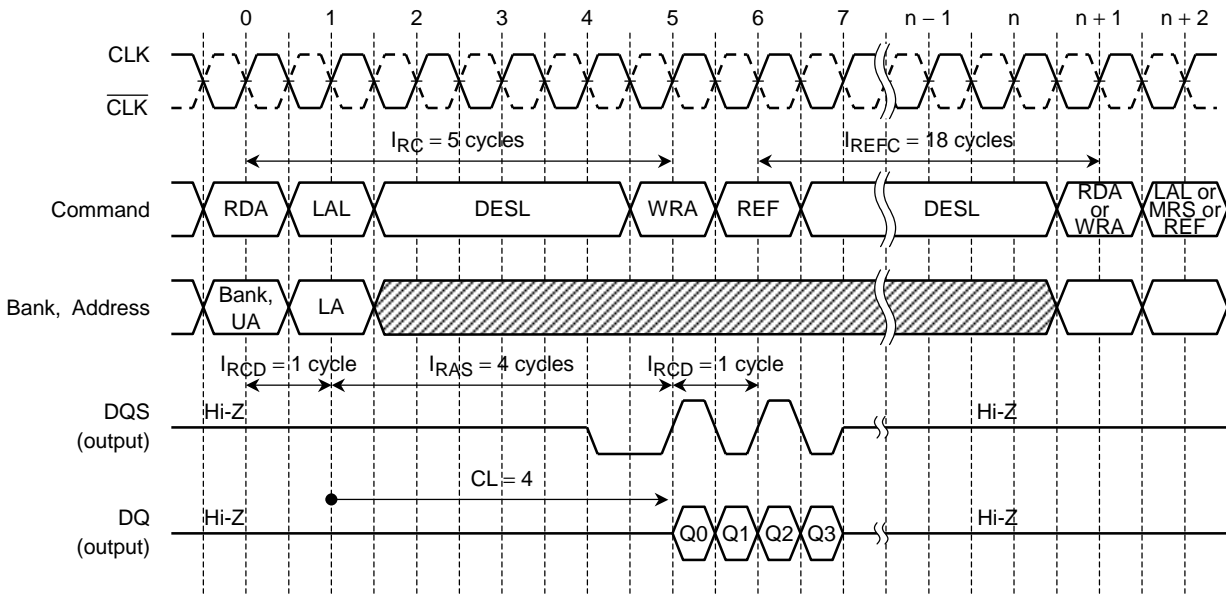 0 1 2 3 4 5 6 7 n − 1 n n + 1 n + 2
CLK
CLK
IRC = 5 cycles
IREFC = 18 cycles
Command
RDA
LAL
DESL
WRA
REF
DESL
RDA
or
WRA
LAL or
MRS or
REF
Bank, Address
Bank,
UA
LA
IRCD = 1 cycle
IRAS = 4 cycles
IRCD = 1 cycle
DQS
(output)
Hi-Z
Hi-Z
CL = 4
DQ
(output)
Hi-Z
Q0 Q1 Q2 Q3
Hi-Z